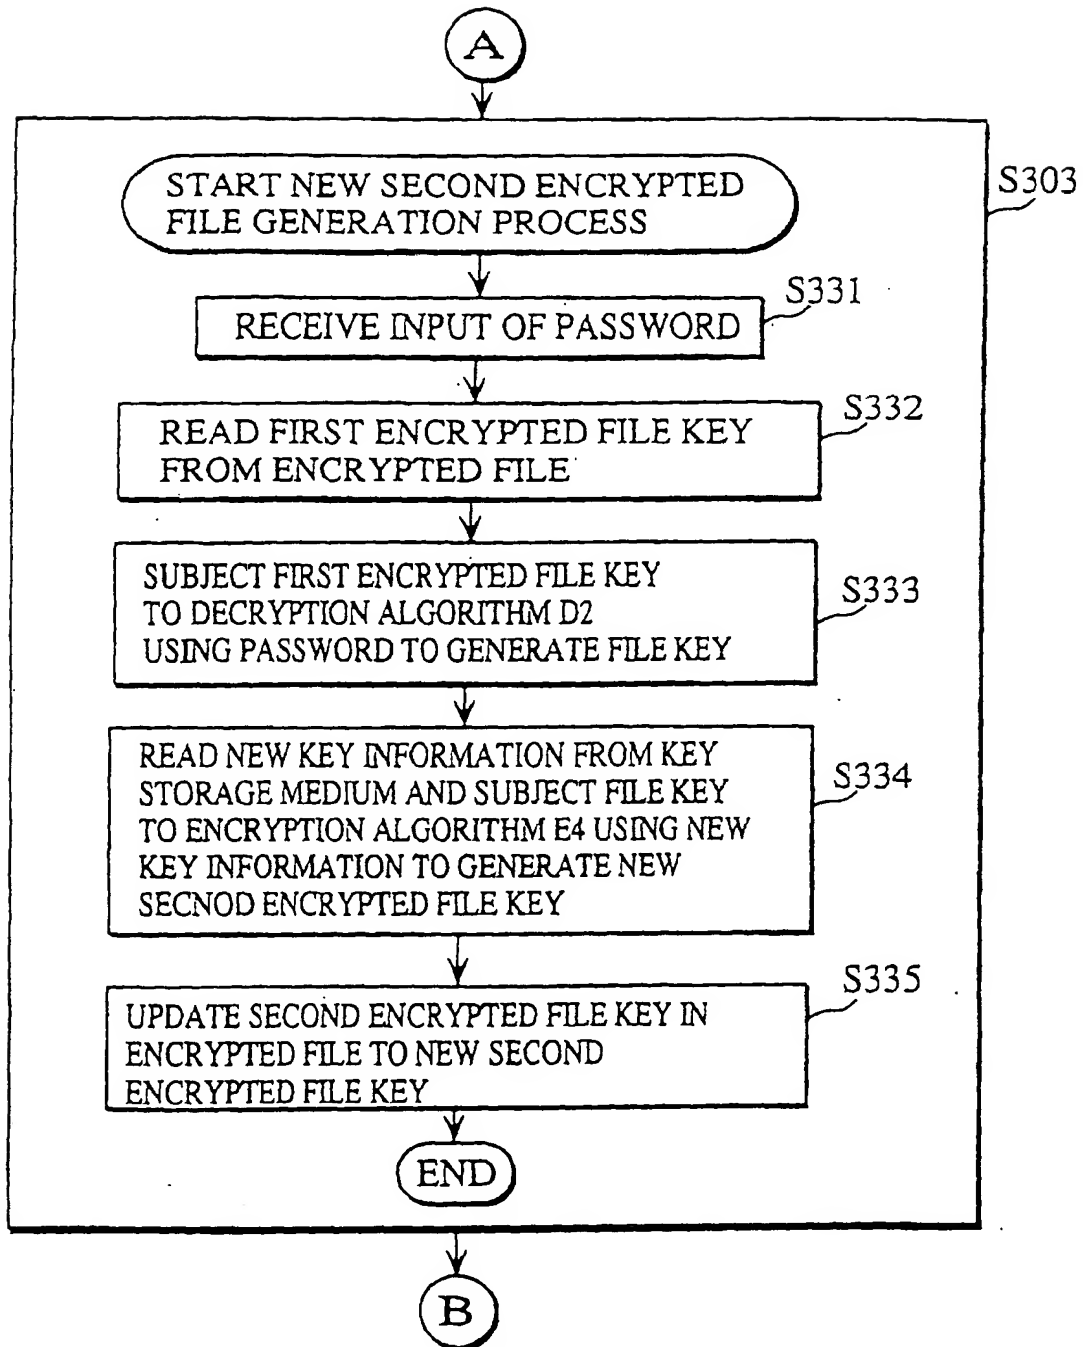 A
START NEW SECOND ENCRYPTED
FILE GENERATION PROCESS
S303
S331
RECEIVE INPUT OF PASSWORD
S332
READ FIRST ENCRYPTED FILE KEY
FROM ENCRYPTED FILE
S333
SUBJECT FIRST ENCRYPTED FILE KEY
TO DECRYPTION ALGORITHM D2
USING PASSWORD TO GENERATE FILE KEY
S334
READ NEW KEY INFORMATION FROM KEY
STORAGE MEDIUM AND SUBJECT FILE KEY
TO ENCRYPTION ALGORITHM E4 USING NEW
KEY INFORMATION TO GENERATE NEW
SECNOD ENCRYPTED FILE KEY
S335
UPDATE SECOND ENCRYPTED FILE KEY IN
ENCRYPTED FILE TO NEW SECOND
ENCRYPTED FILE KEY
END
B